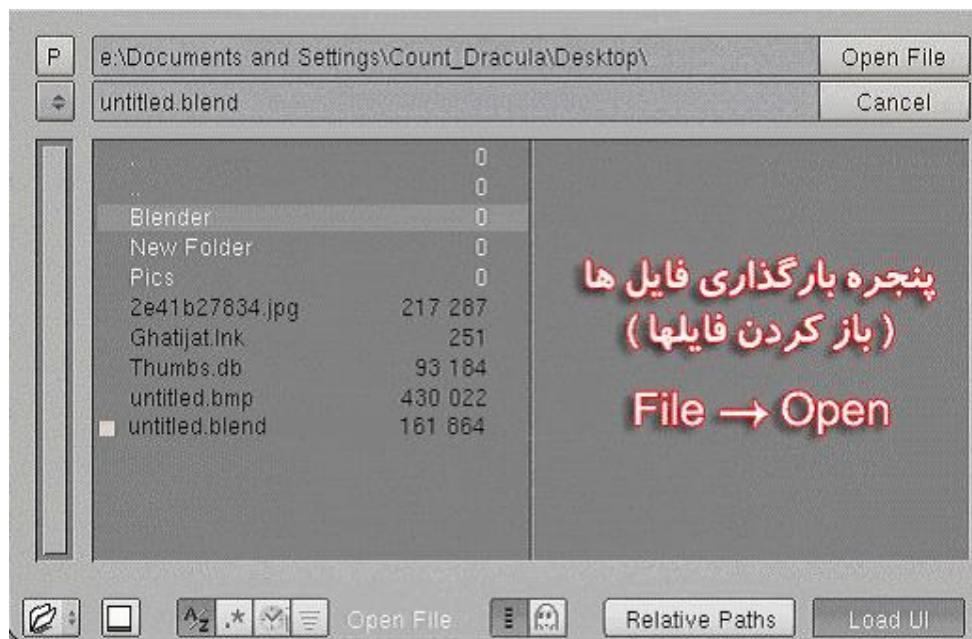 P e:\Documents and Settings\Count_Dracula\Desktop\ Open File
untitled.blend Cancel
. 0
.. 0
Blender 0
New Folder 0
Pics 0
2e41b27834.jpg 217 287
Ghatijat.lnk 251
Thumbs.db 93 184
untitled.bmp 430 022
untitled.blend 161 864
پنجره بارگذاری فایل ها
( باز کردن فایلها )
File → Open
Open File Relative Paths Load UI